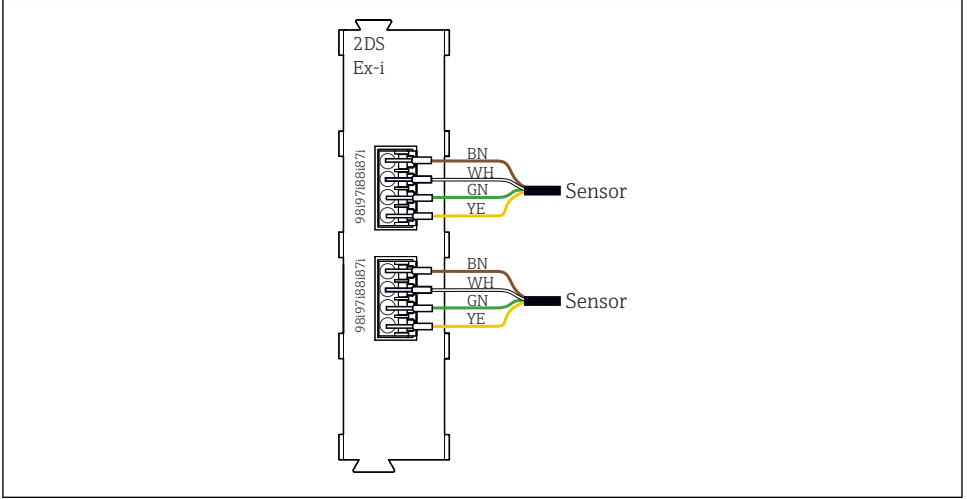 2DS
Ex-i
98i97i88i87i
BN
WH
GN
YE
Sensor
98i97i88i87i
BN
WH
GN
YE
Sensor